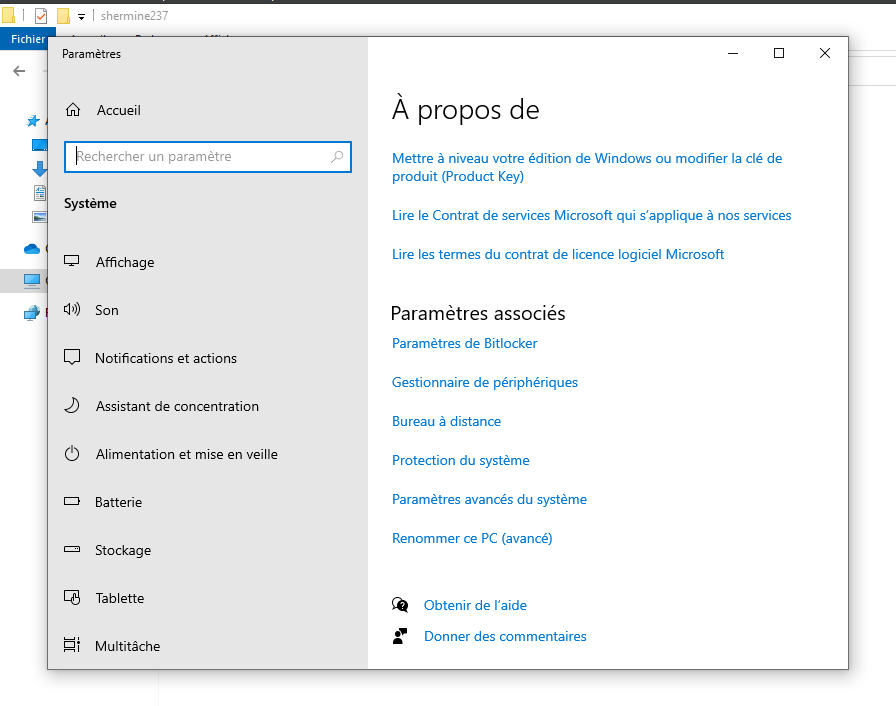 shermine237
Fichier
Paramètres
Accueil
Rechercher un paramètre
Système
Affichage
Son
Notifications et actions
Assistant de concentration
Alimentation et mise en veille
Batterie
Stockage
Tablette
Multitâche
À propos de
Mettre à niveau votre édition de Windows ou modifier la clé de
produit (Product Key)
Lire le Contrat de services Microsoft qui s’applique à nos services
Lire les termes du contrat de licence logiciel Microsoft
Paramètres associés
Paramètres de Bitlocker
Gestionnaire de périphériques
Bureau à distance
Protection du système
Paramètres avancés du système
Renommer ce PC (avancé)
Obtenir de l’aide
Donner des commentaires